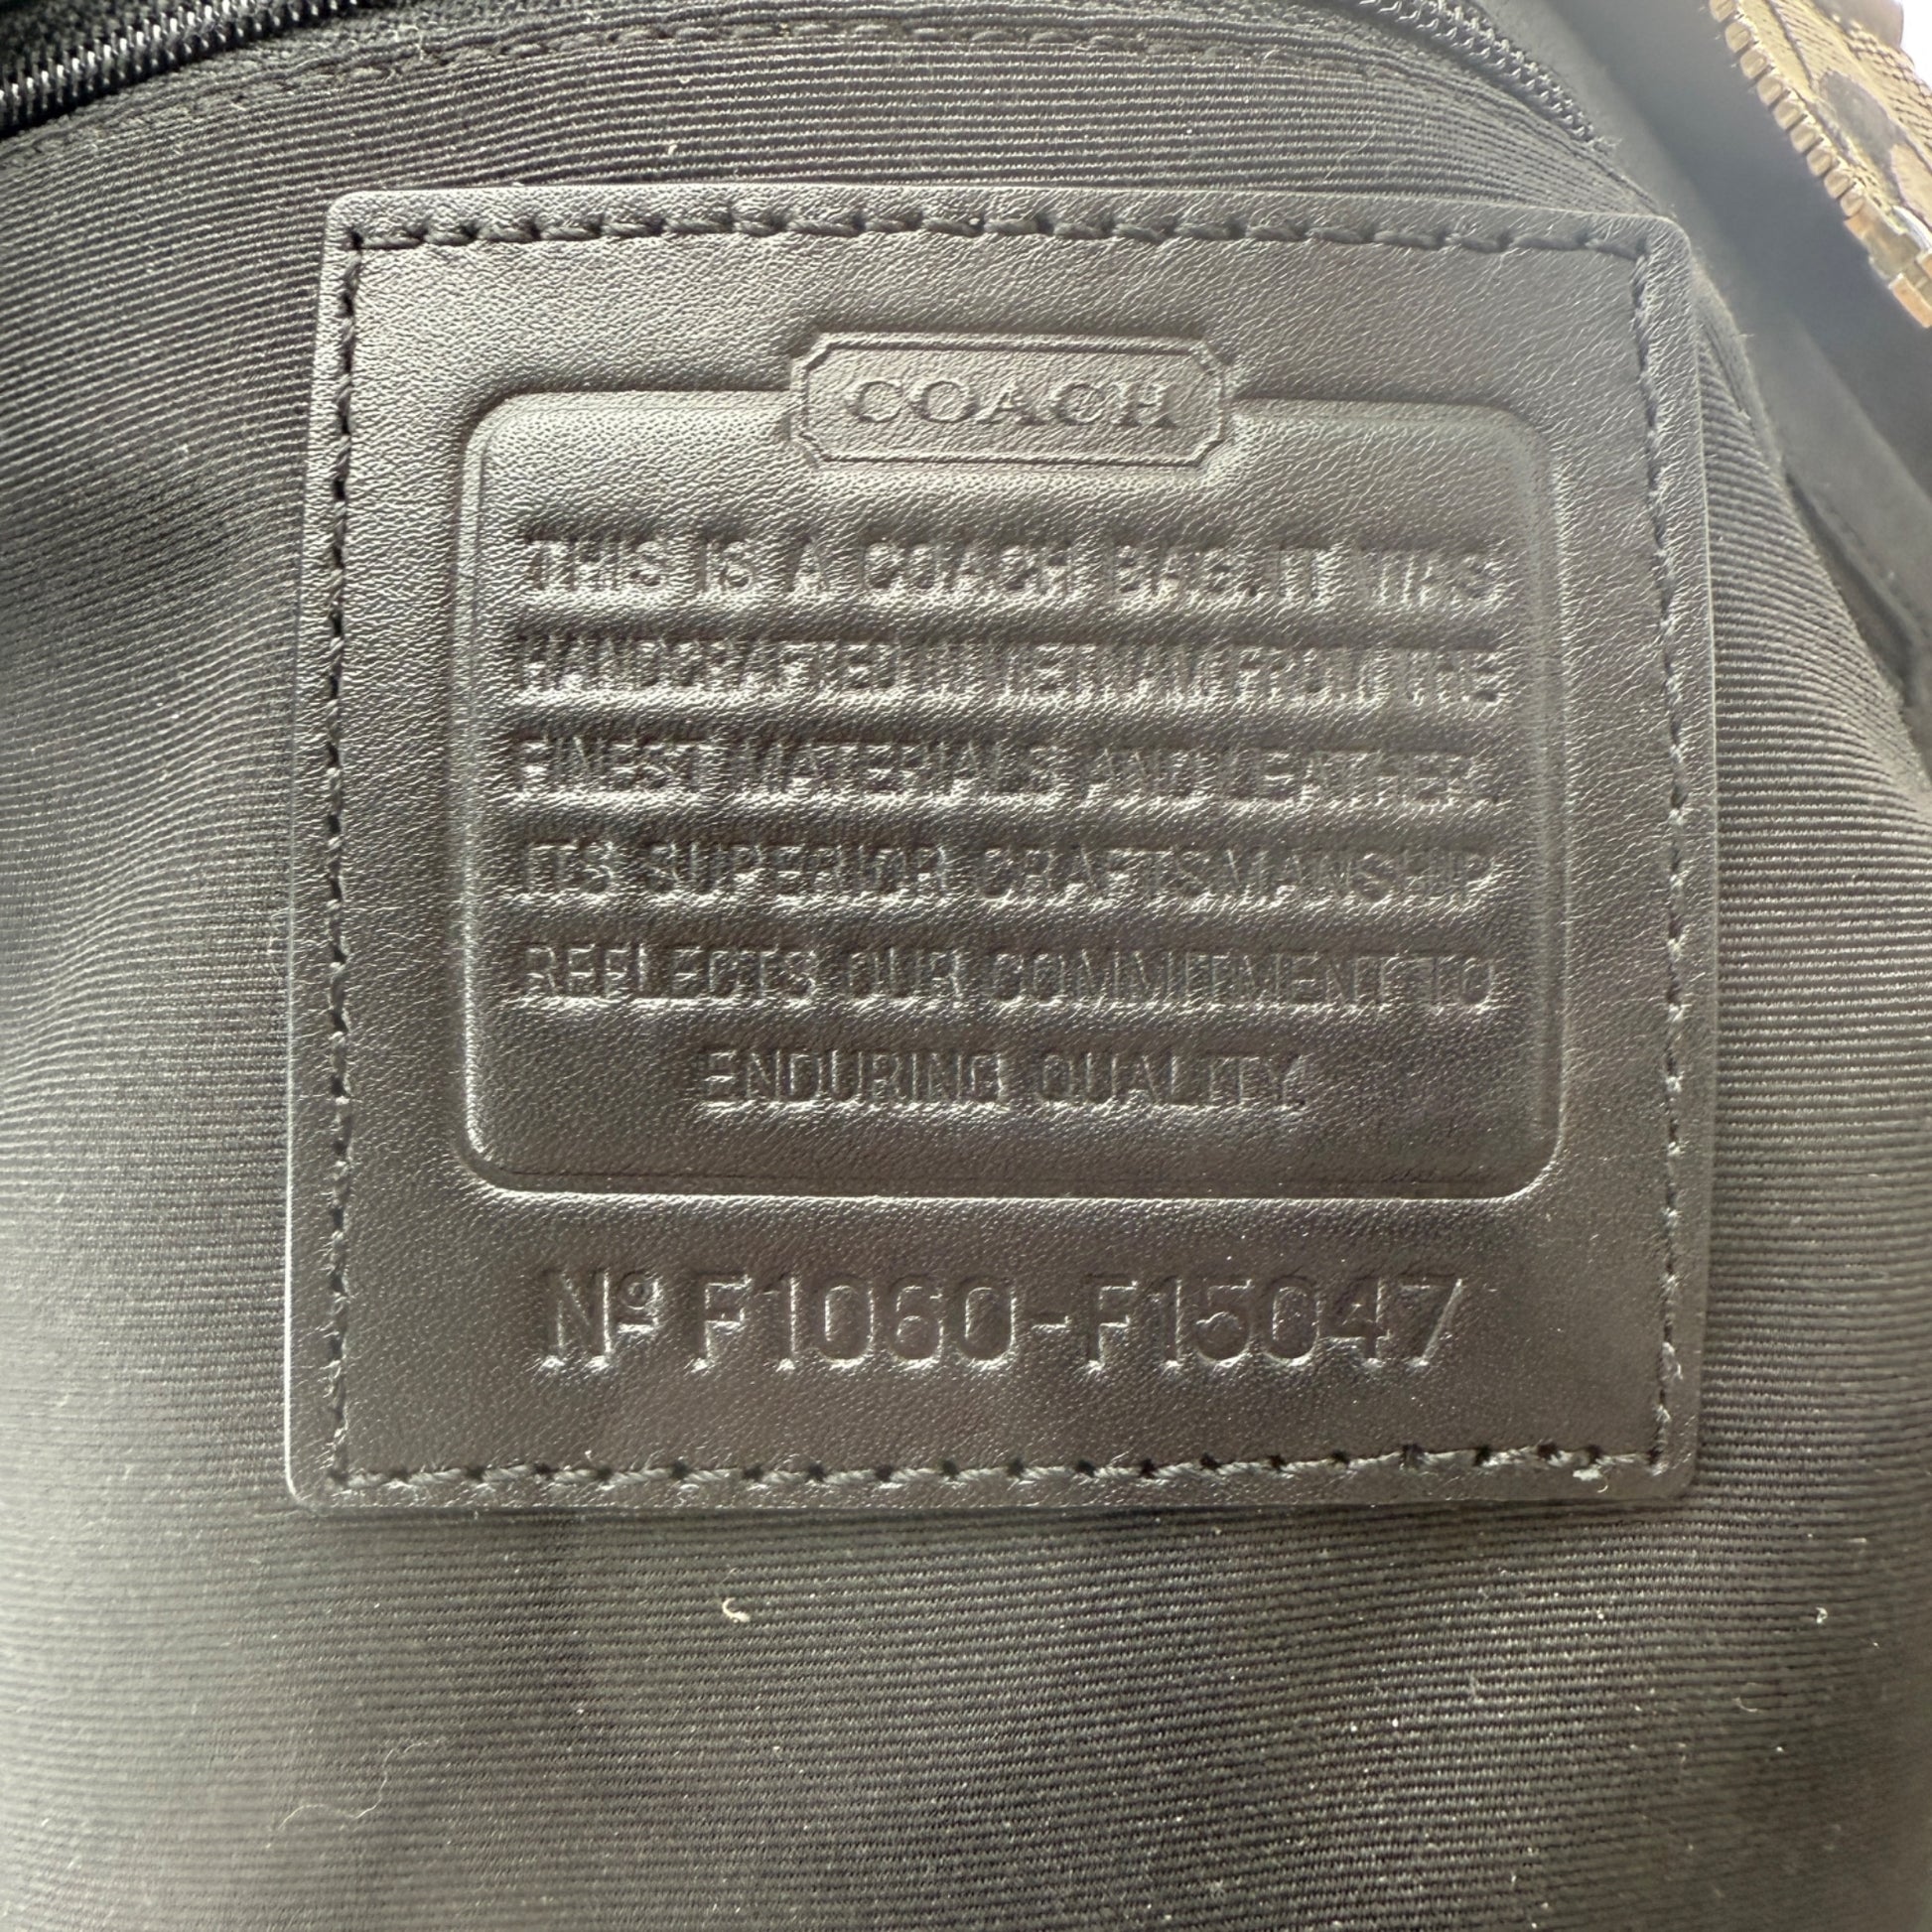 COACH
THIS IS A COACH BAG. IT WAS
HANDCRAFTED IN VIETNAM FROM THE
FINEST MATERIALS AND LEATHER.
ITS SUPERIOR CRAFTSMANSHIP
REFLECTS OUR COMMITMENT TO
ENDURING QUALITY.
Nº F1060-F15047